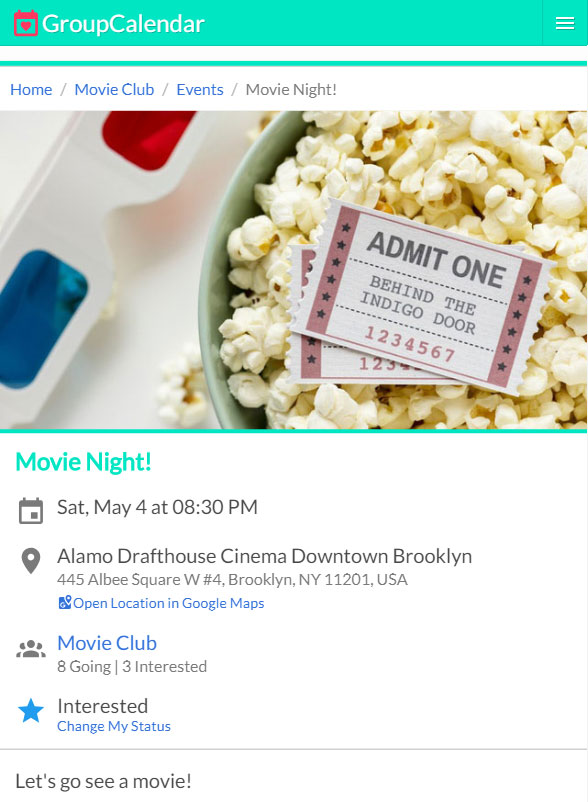 GroupCalendar
Home / Movie Club / Events / Movie Night!
ADMIT ONE
BEHIND THE
INDIGO DOOR
1234567
Movie Night!
Sat, May 4 at 08:30 PM
Alamo Drafthouse Cinema Downtown Brooklyn
445 Albee Square W #4, Brooklyn, NY 11201, USA
Open Location in Google Maps
Movie Club
8 Going | 3 Interested
Interested
Change My Status
Let's go see a movie!